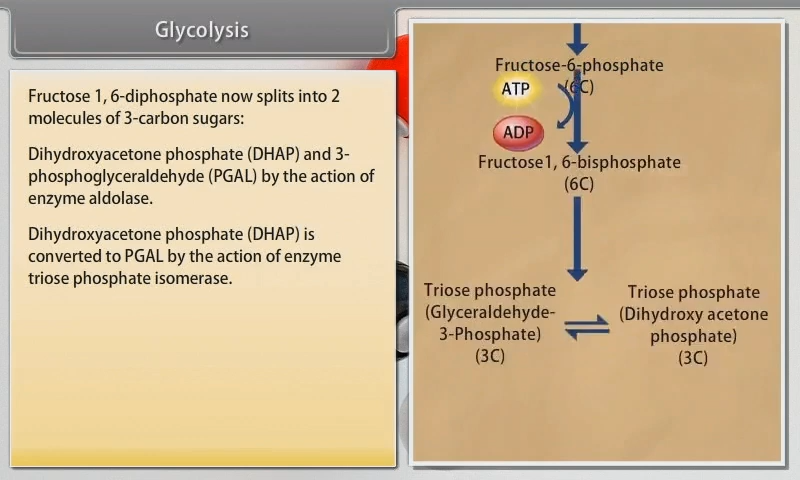 Glycolysis
Fructose 1, 6-diphosphate now splits into 2
molecules of 3-carbon sugars:
Dihydroxyacetone phosphate (DHAP) and 3-
phosphoglyceraldehyde (PGAL) by the action of
enzyme aldolase.
Dihydroxyacetone phosphate (DHAP) is
converted to PGAL by the action of enzyme
triose phosphate isomerase.
Fructose-6-phosphate
(6C)
ATP
ADP
Fructose1, 6-bisphosphate
(6C)
Triose phosphate
(Glyceraldehyde-
3-Phosphate)
(3C)
Triose phosphate
(Dihydroxy acetone
phosphate)
(3C)